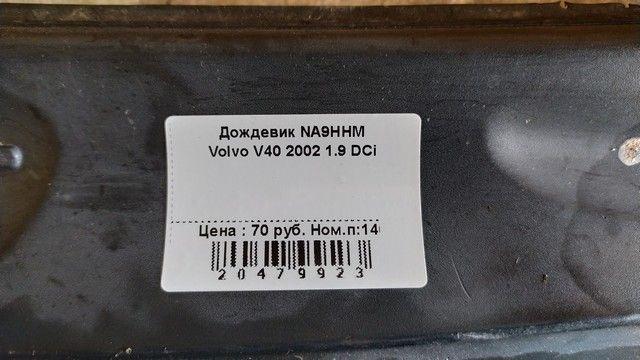 Дождевик NA9HHM
Volvo V40 2002 1.9 DCi
Цена : 70 руб. Ном.п:14
20479923